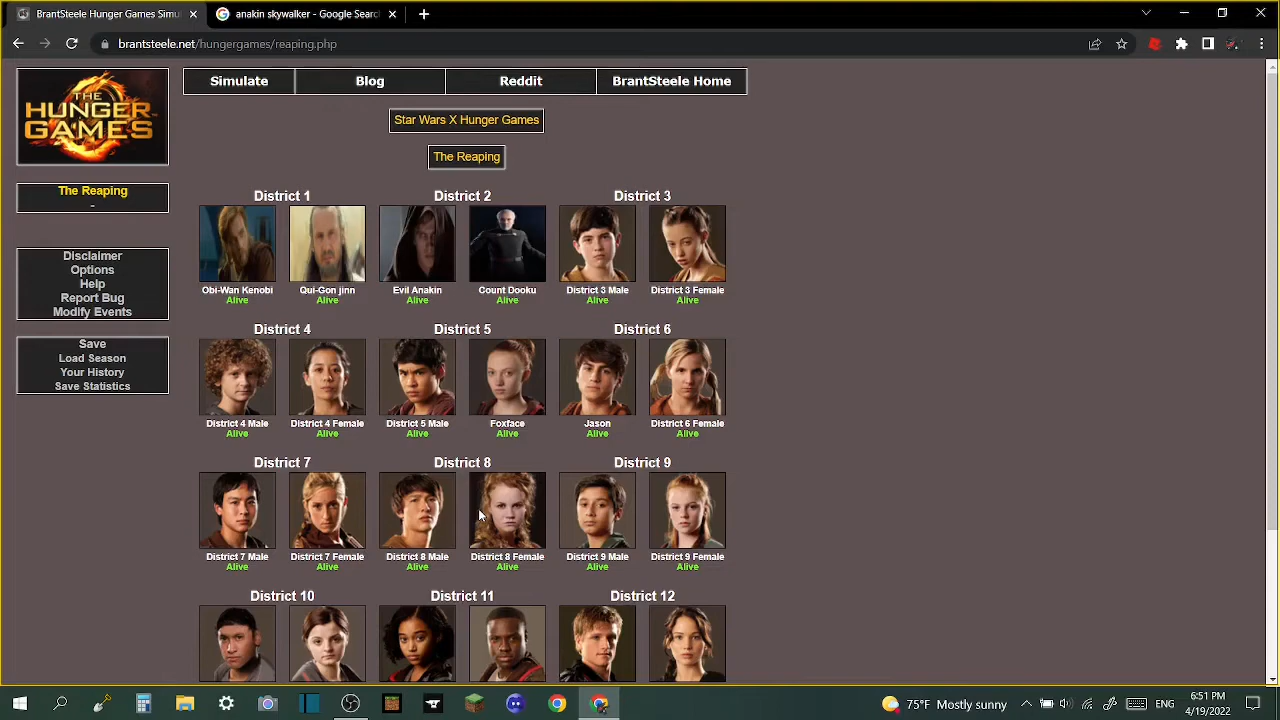 BrantSteele Hunger Games Simul
anakin skywalker - Google Searc
brantsteele.net/hungergames/reaping.php
THE
HUNGER
GAMES
Simulate Blog Reddit BrantSteele Home
Star Wars X Hunger Games
The Reaping
The Reaping
-
Disclaimer
Options
Help
Report Bug
Modify Events
Save
Load Season
Your History
Save Statistics
District 1 District 2 District 3
Obi-Wan Kenobi Qui-Gon jinn Evil Anakin Count Dooku District 3 Male District 3 Female
Alive Alive Alive Alive Alive Alive
District 4 District 5 District 6
District 4 Male District 4 Female District 5 Male Foxface Jason District 6 Female
Alive Alive Alive Alive Alive Alive
District 7 District 8 District 9
District 7 Male District 7 Female District 8 Male District 8 Female District 9 Male District 9 Female
Alive Alive Alive Alive Alive Alive
District 10 District 11 District 12
75°F Mostly sunny
ENG
6:51 PM
4/19/2022